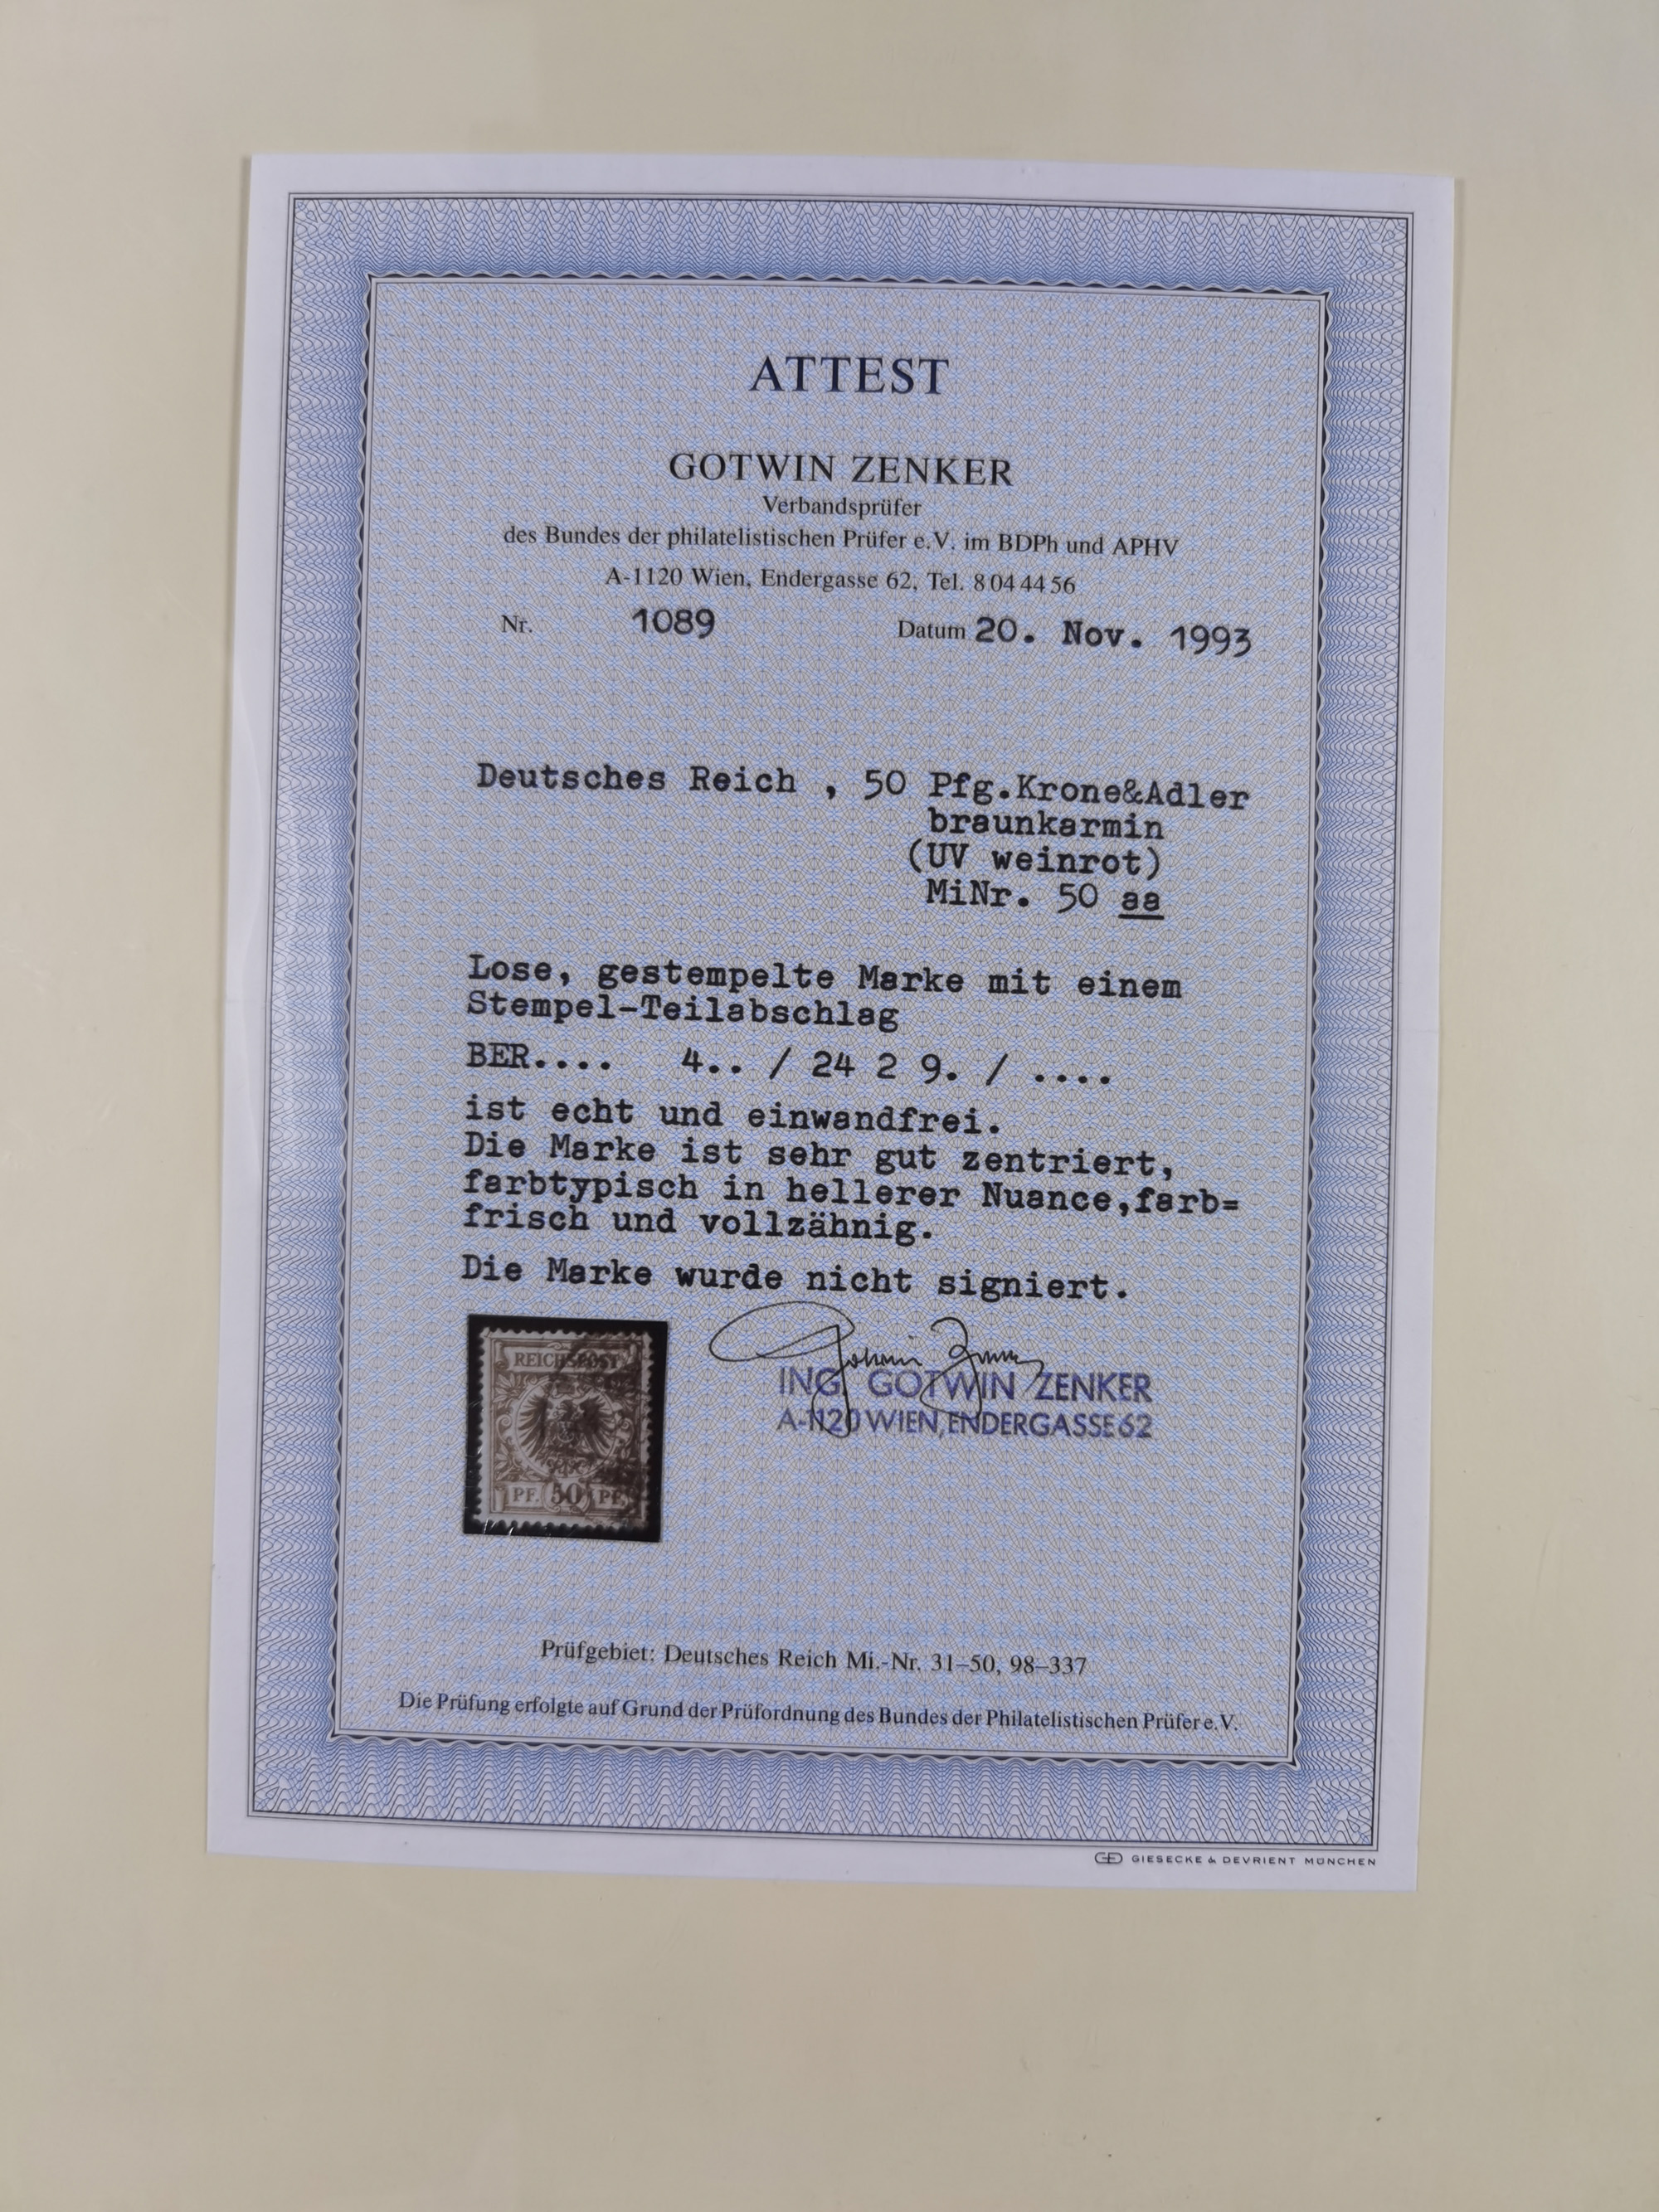 ATTEST
GOTWIN ZENKER
Verbandsprüfer
des Bundes der philatelistischen Prüfer e.V. im BDPh und APHV
A-1120 Wien, Endergasse 62, Tel. 8 04 44 56
Nr. 1089 Datum 20. Nov. 1993
Deutsches Reich , 50 Pfg.Krone&Adler
braunkarmin
(UV weinrot)
MiNr. 50 aa
Lose, gestempelte Marke mit einem
Stempel-Teilabschlag
BER.... 4.. / 24 2 9. / ....
ist echt und einwandfrei.
Die Marke ist sehr gut zentriert,
farbtypisch in hellerer Nuance,farb=
frisch und vollzähnig.
Die Marke wurde nicht signiert.
REICHSPOST
PF. 50 PF.
ING. GOTWIN ZENKER
A-1120 WIEN, ENDERGASSE 62
Prüfgebiet: Deutsches Reich Mi.-Nr. 31–50, 98–337
Die Prüfung erfolgte auf Grund der Prüfordnung des Bundes der Philatelistischen Prüfer e.V.
GD GIESECKE & DEVRIENT MÜNCHEN